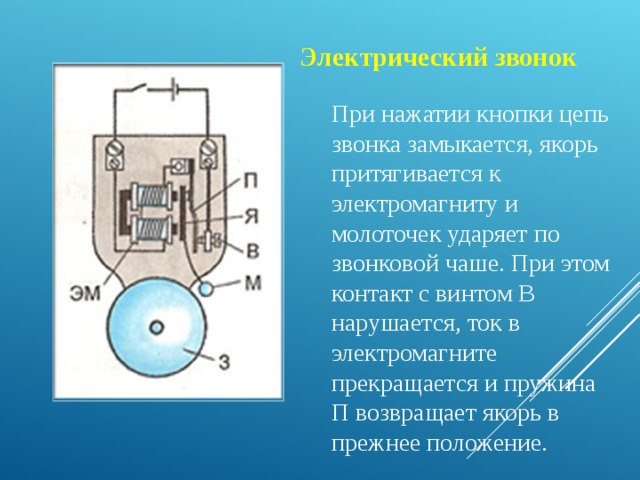 Электрический звонок
При нажатии кнопки цепь
звонка замыкается, якорь
притягивается к
электромагниту и
молоточек ударяет по
звонковой чаше. При этом
контакт с винтом В
нарушается, ток в
электромагните
прекращается и пружина
П возвращает якорь в
прежнее положение.
П
Я
В
М
ЭМ
З